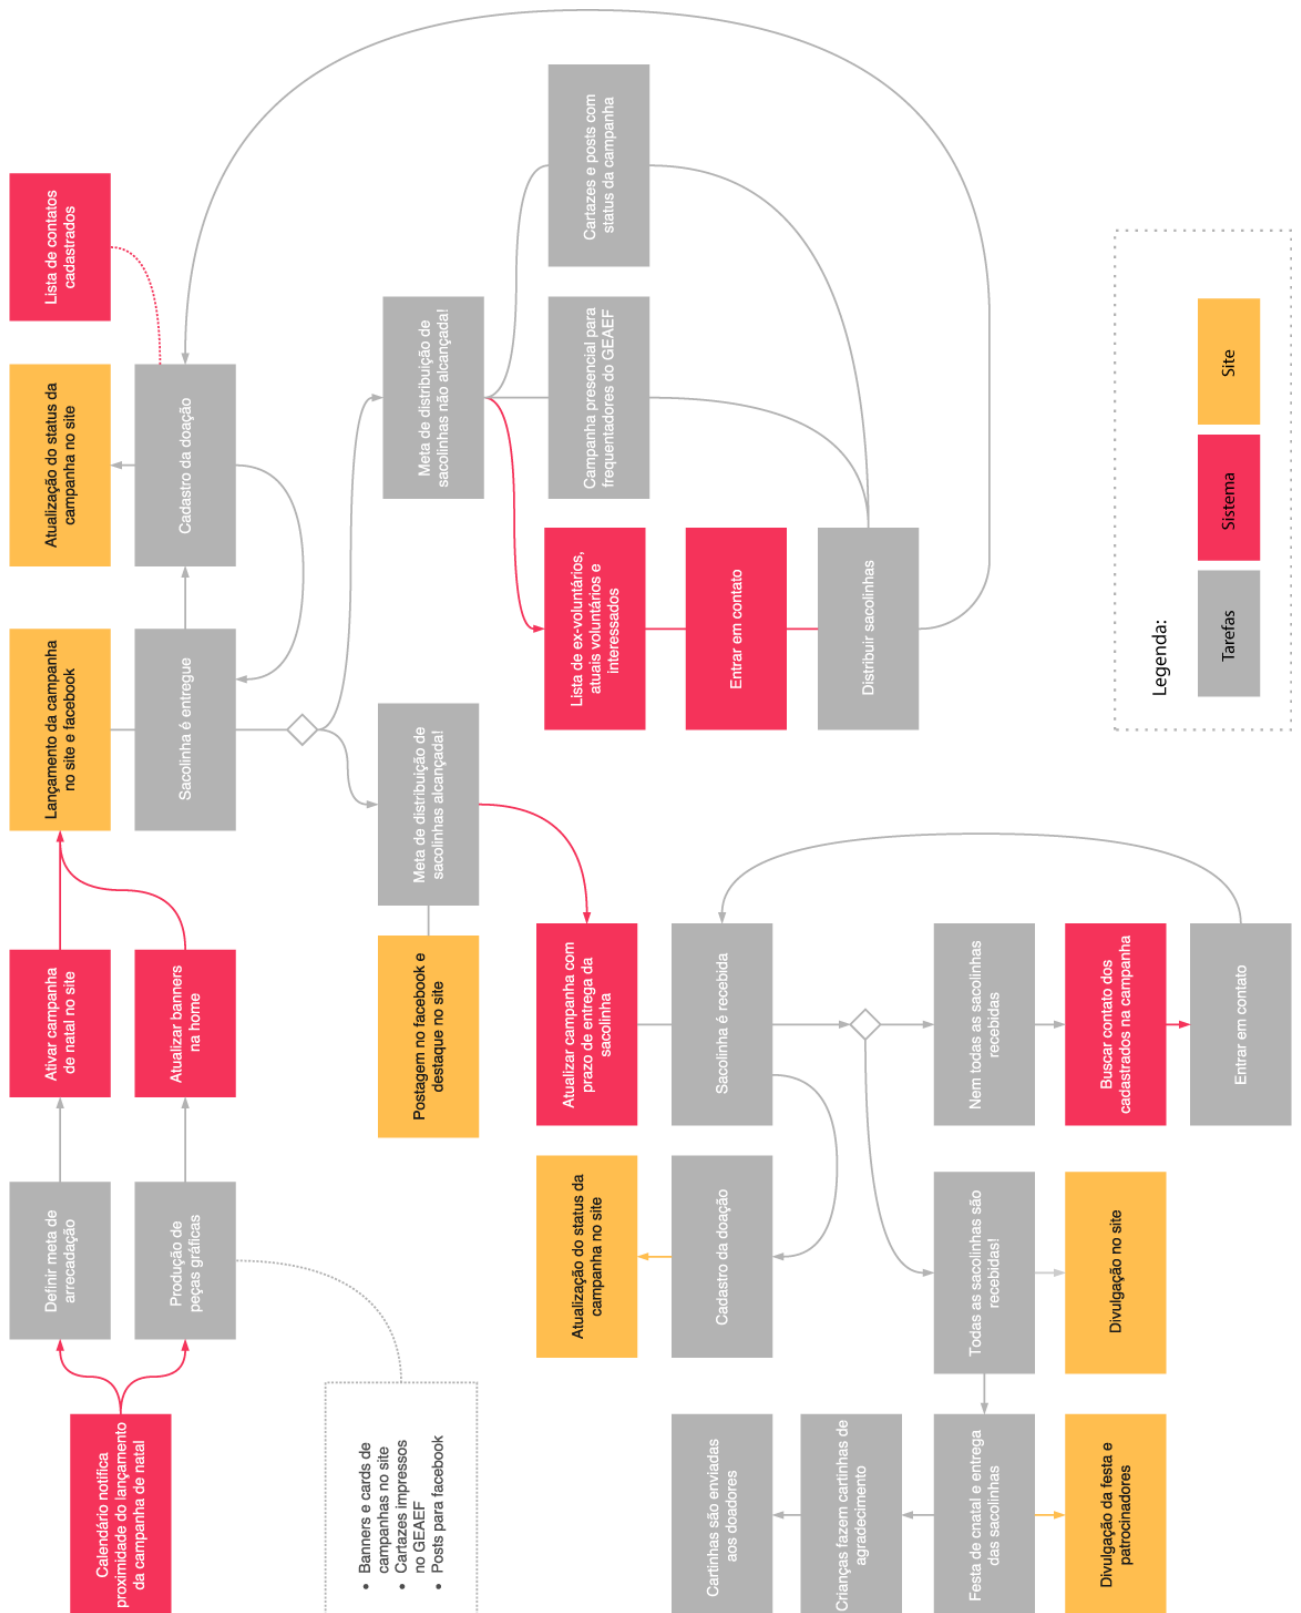 Calendário notifica
proximidade do lançamento
da campanha de natal
Definir meta de
arrecadação
Produção de
peças gráficas
Ativar campanha
de natal no site
Atualizar banners
na home
Lançamento da campanha
no site e facebook
Sacolinha é entregue
Atualização do status da
campanha no site
Cadastro da doação
Lista de contatos
cadastrados
• Banners e cards de
campanhas no site
• Cartazes impressos
no GEAEF
• Posts para facebook
Postagem no facebook e
destaque no site
Meta de distribuição de
sacolinhas alcançada!
Meta de distribuição de
sacolinhas não alcançada!
Lista de ex-voluntários,
atuais voluntários e
interessados
Campanha presencial para
frequentadores do GEAEF
Cartazes e posts com
status da campanha
Entrar em contato
Distribuir sacolinhas
Atualização do status da
campanha no site
Atualizar campanha com
prazo de entrega da
sacolinha
Cartinhas são enviadas
aos doadores
Cadastro da doação
Sacolinha é recebida
Crianças fazem cartinhas de
agradecimento
Festa de cnatal e entrega
das sacolinhas
Todas as sacolinhas são
recebidas!
Nem todas as sacolinhas
recebidas
Divulgação da festa e
patrocinadores
Divulgação no site
Buscar contato dos
cadastrados na campanha
Entrar em contato
Legenda:
Tarefas
Sistema
Site